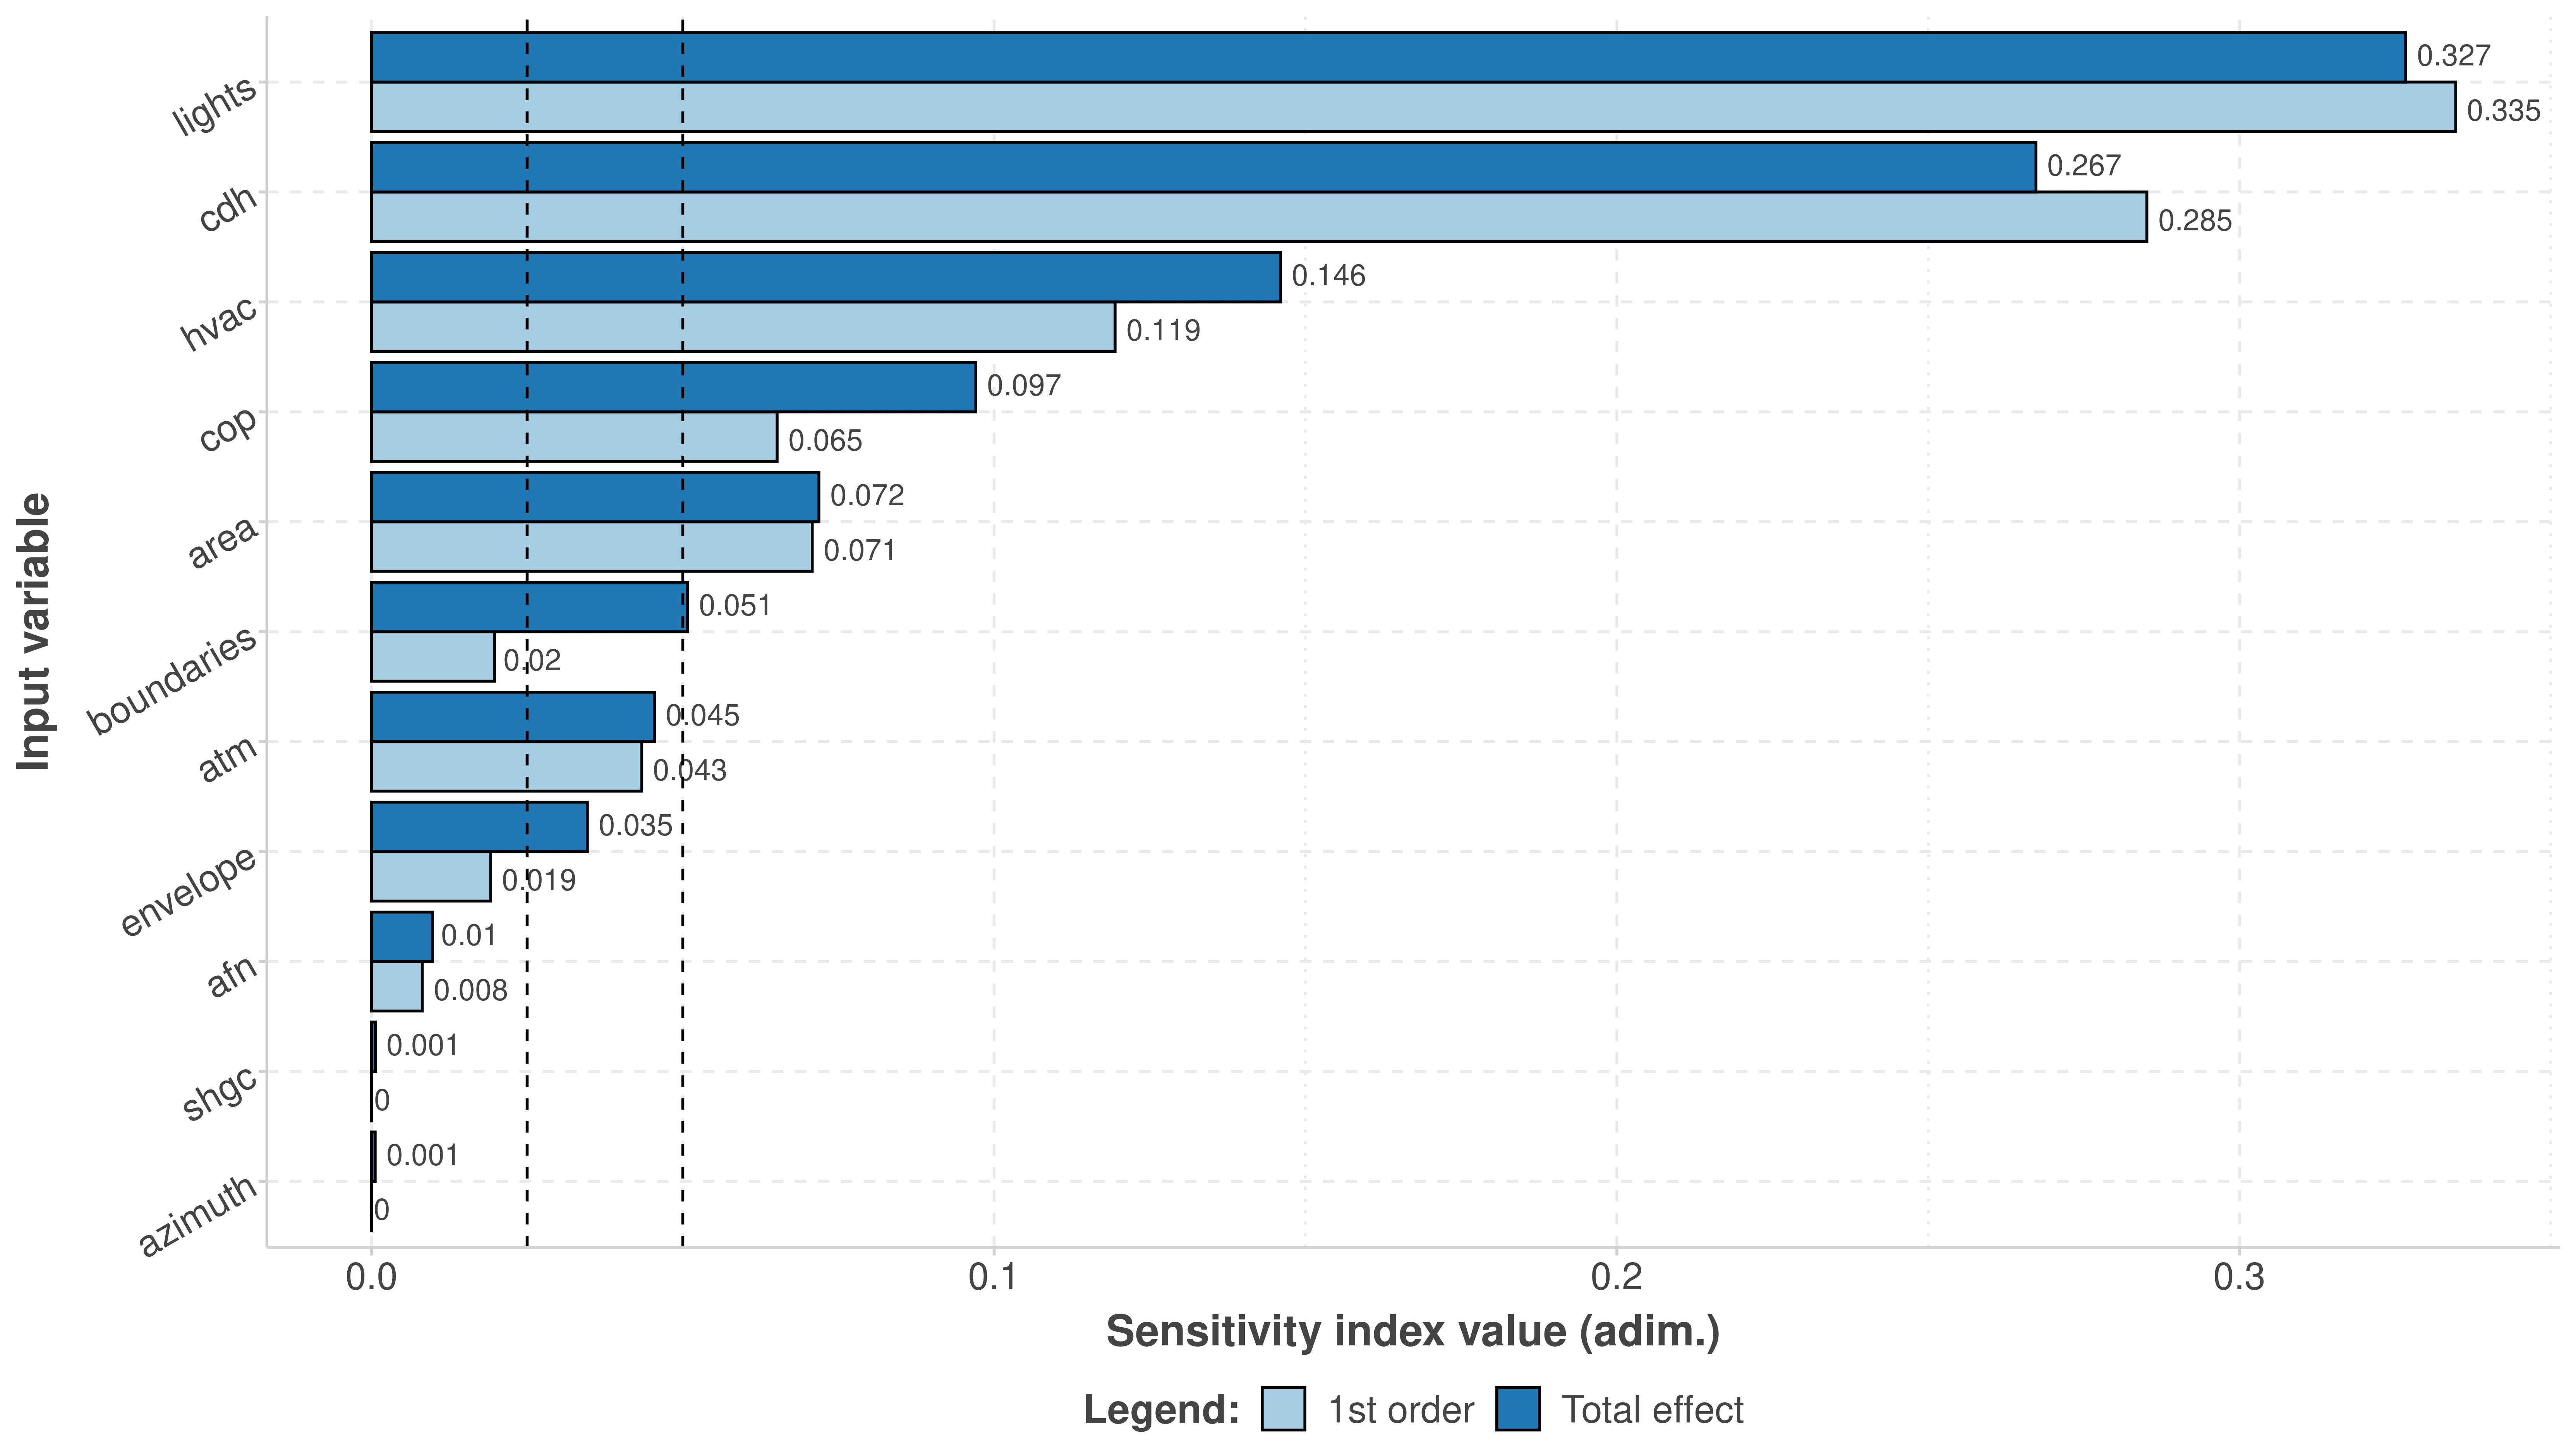 Input variable
lights
0.327
0.335
cdh
0.267
0.285
hvac
0.146
0.119
cop
0.097
0.065
area
0.072
0.071
boundaries
0.051
0.02
atm
0.045
0.043
envelope
0.035
0.019
afn
0.01
0.008
shgc
0.001
0
azimuth
0.001
0
0.0 0.1 0.2 0.3
Sensitivity index value (adim.)
Legend: 1st order Total effect